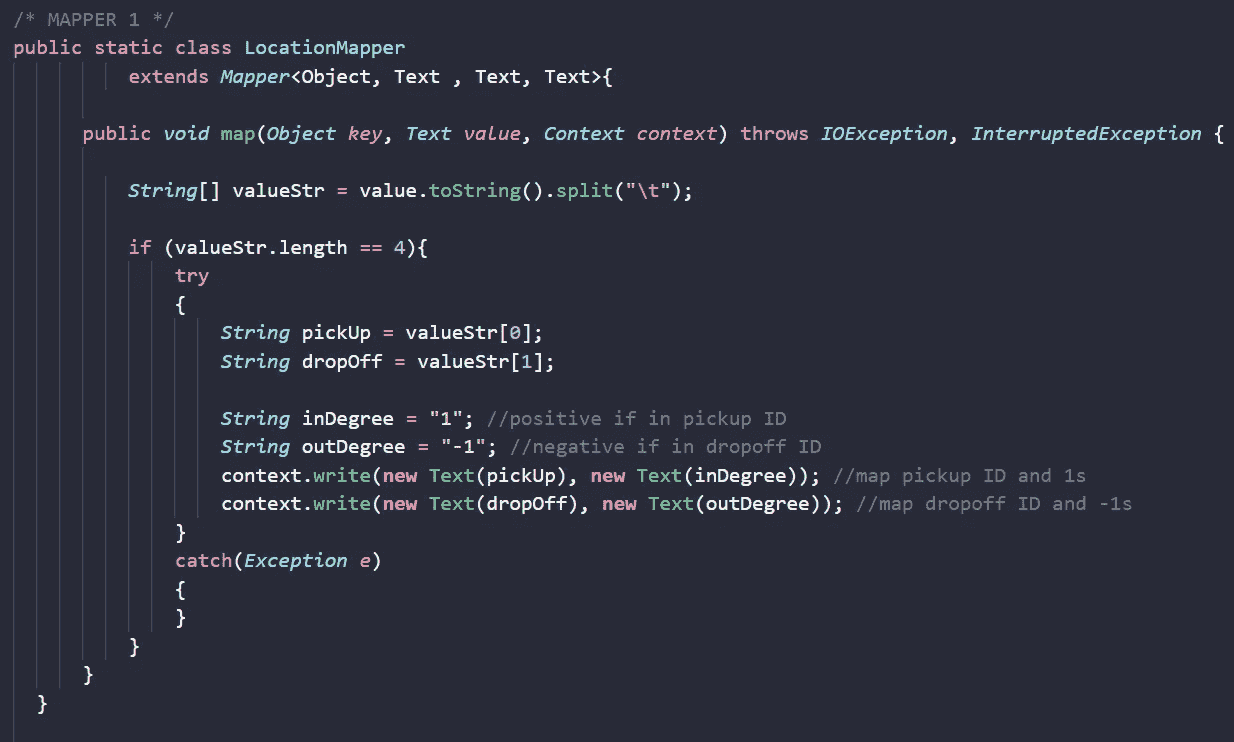 /* MAPPER 1 */
public static class LocationMapper
extends Mapper<Object, Text , Text, Text>{
public void map(Object key, Text value, Context context) throws IOException, InterruptedException {
String[] valueStr = value.toString().split("\t");
if (valueStr.length == 4){
try
{
String pickUp = valueStr[0];
String dropOff = valueStr[1];
String inDegree = "1"; //positive if in pickup ID
String outDegree = "-1"; //negative if in dropoff ID
context.write(new Text(pickUp), new Text(inDegree)); //map pickup ID and 1s
context.write(new Text(dropOff), new Text(outDegree)); //map dropoff ID and -1s
}
catch(Exception e)
{
}
}
}
}